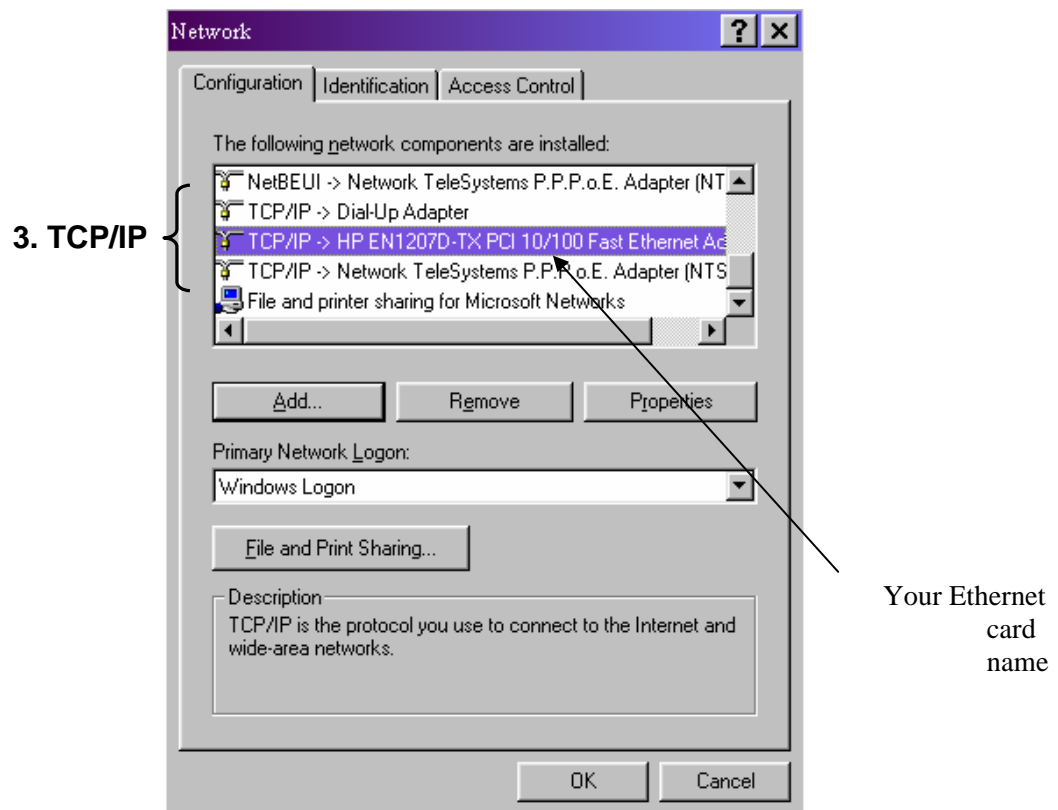 Network
Configuration Identification Access Control
The following network components are installed:
NetBEUI -> Network TeleSystems P.P.P.o.E. Adapter (NT
TCP/IP -> Dial-Up Adapter
3. TCP/IP
TCP/IP -> HP EN1207D-TX PCI 10/100 Fast Ethernet Ac
TCP/IP -> Network TeleSystems P.P.P.o.E. Adapter (NTS
File and printer sharing for Microsoft Networks
Add... Remove Properties
Primary Network Logon:
Windows Logon
File and Print Sharing...
Description
TCP/IP is the protocol you use to connect to the Internet and
wide-area networks.
Your Ethernet
card
name
OK Cancel